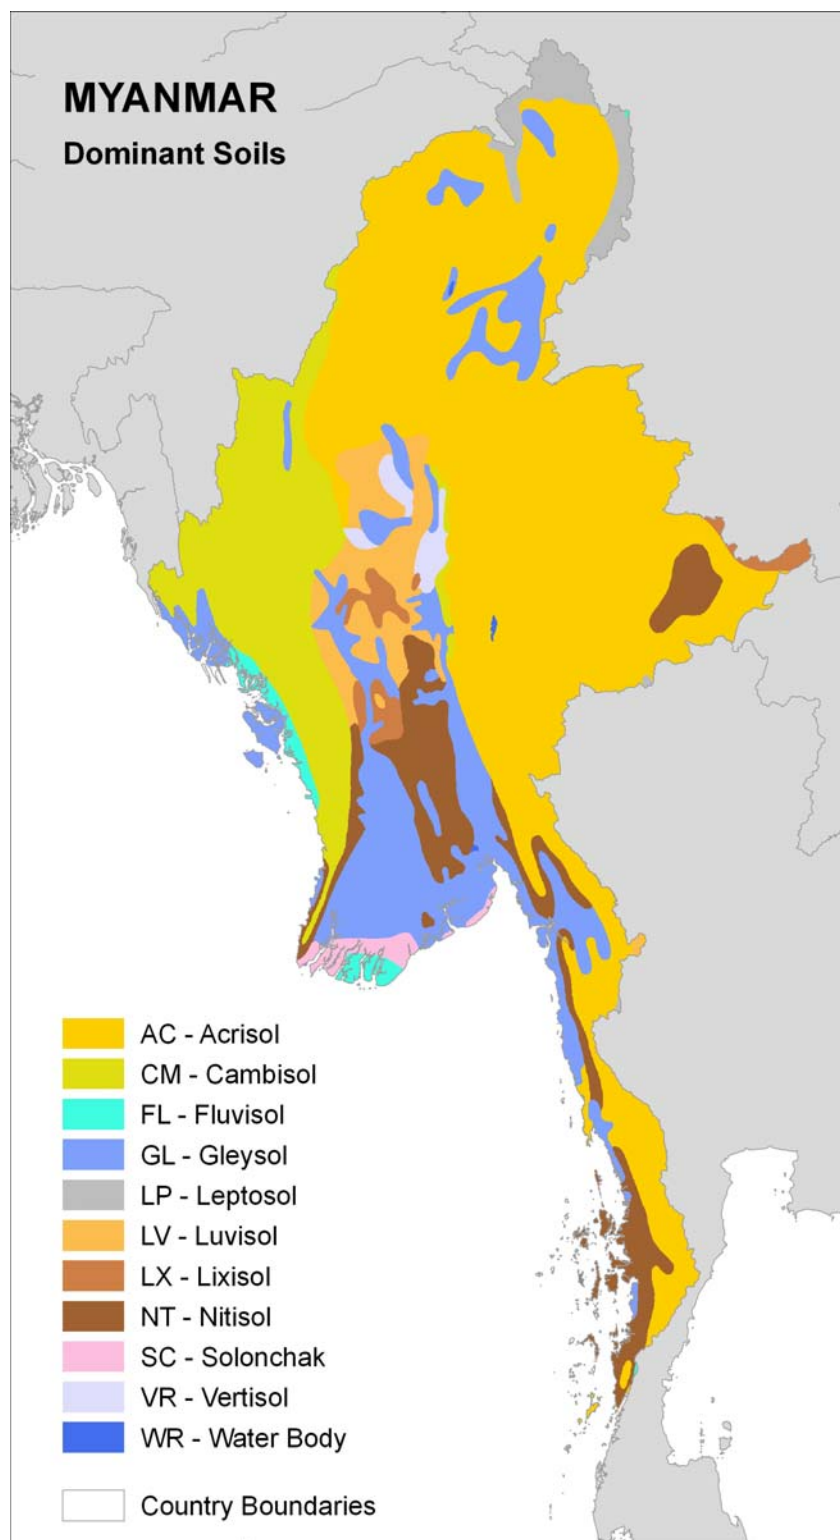 MYANMAR
Dominant Soils
AC - Acrisol
CM - Cambisol
FL - Fluvisol
GL - Gleysol
LP - Leptosol
LV - Luvisol
LX - Lixisol
NT - Nitisol
SC - Solonchak
VR - Vertisol
WR - Water Body
Country Boundaries